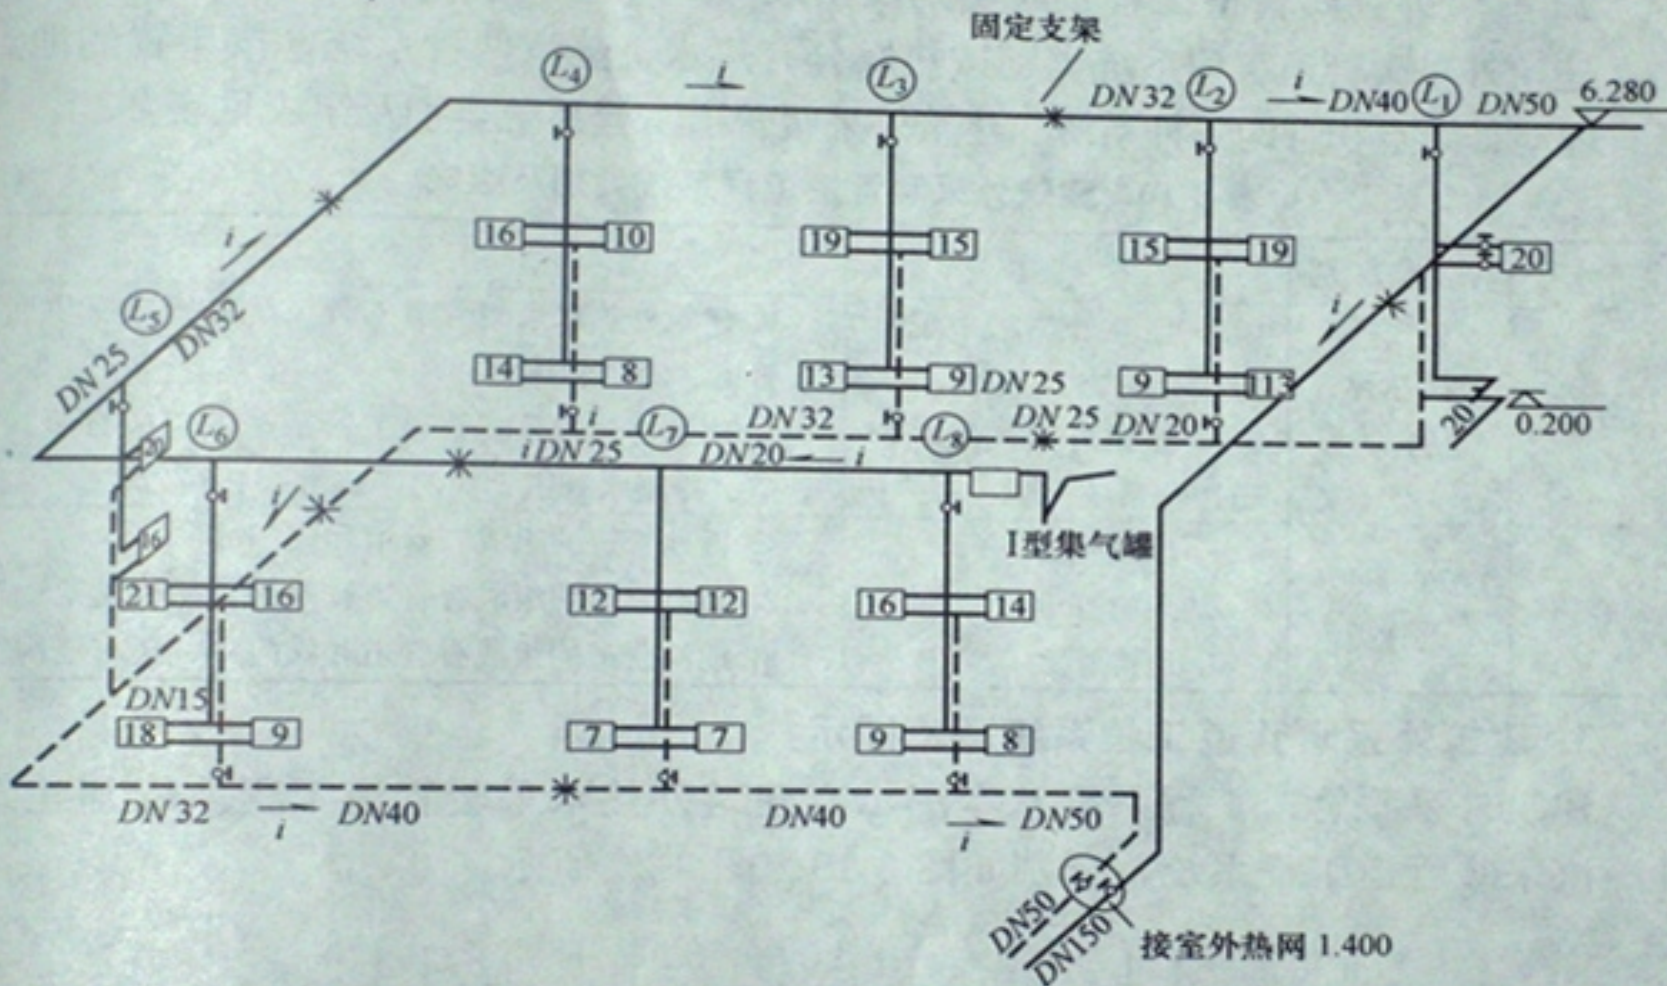 固定支架
L4
i
L3
DN32
L2
i
DN40
L1
DN50
6.280
16
10
19
15
15
19
20
i
i
L5
DN32
DN25
14
8
13
9
DN25
9
113
20
0.200
L6
i
L7
DN32
L8
DN25
DN20
iDN25
DN20
i
i
I型集气罐
21
16
12
12
16
14
DN15
18
9
7
7
9
8
DN32
i
DN40
DN40
i
DN50
DN50
DN150
接室外热网 1.400